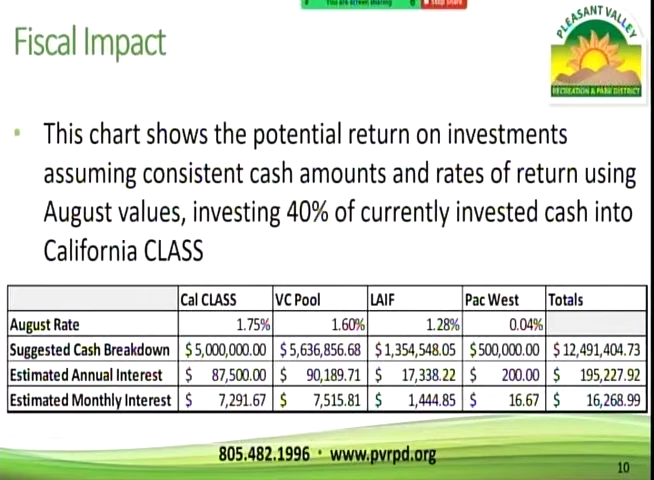 You are screen sharing Stop Share
Fiscal Impact
PLEASANT VALLEY
RECREATION & PARK DISTRICT
• This chart shows the potential return on investments
assuming consistent cash amounts and rates of return using
August values, investing 40% of currently invested cash into
California CLASS
Cal CLASS VC Pool LAIF Pac West Totals
August Rate 1.75% 1.60% 1.28% 0.04%
Suggested Cash Breakdown $5,000,000.00 $5,636,856.68 $1,354,548.05 $500,000.00 $12,491,404.73
Estimated Annual Interest $ 87,500.00 $ 90,189.71 $ 17,338.22 $ 200.00 $ 195,227.92
Estimated Monthly Interest $ 7,291.67 $ 7,515.81 $ 1,444.85 $ 16.67 $ 16,268.99
805.482.1996 · www.pvrpd.org
10